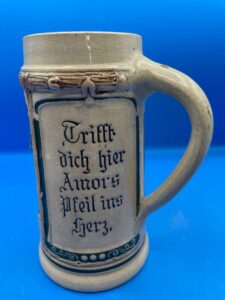 Trifft
dich hier
Amors
Pfeil ins
Herz.